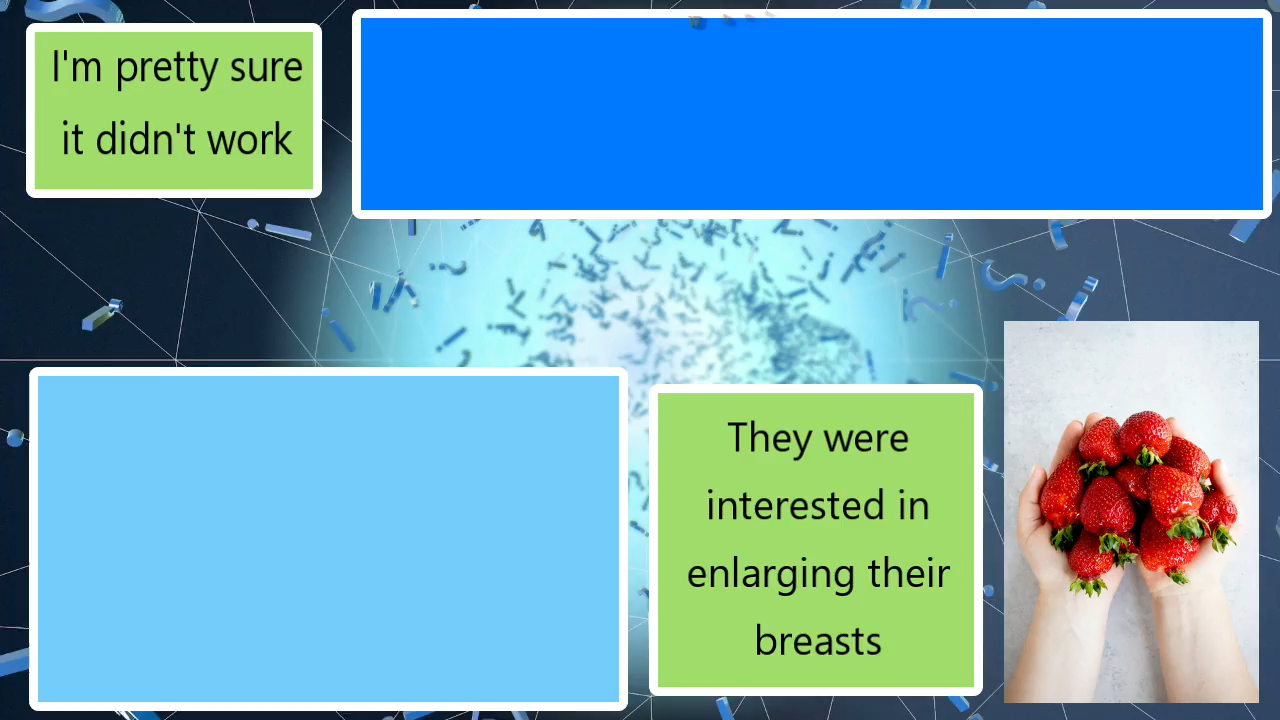 I'm pretty sure
it didn't work
They were
interested in
enlarging their
breasts